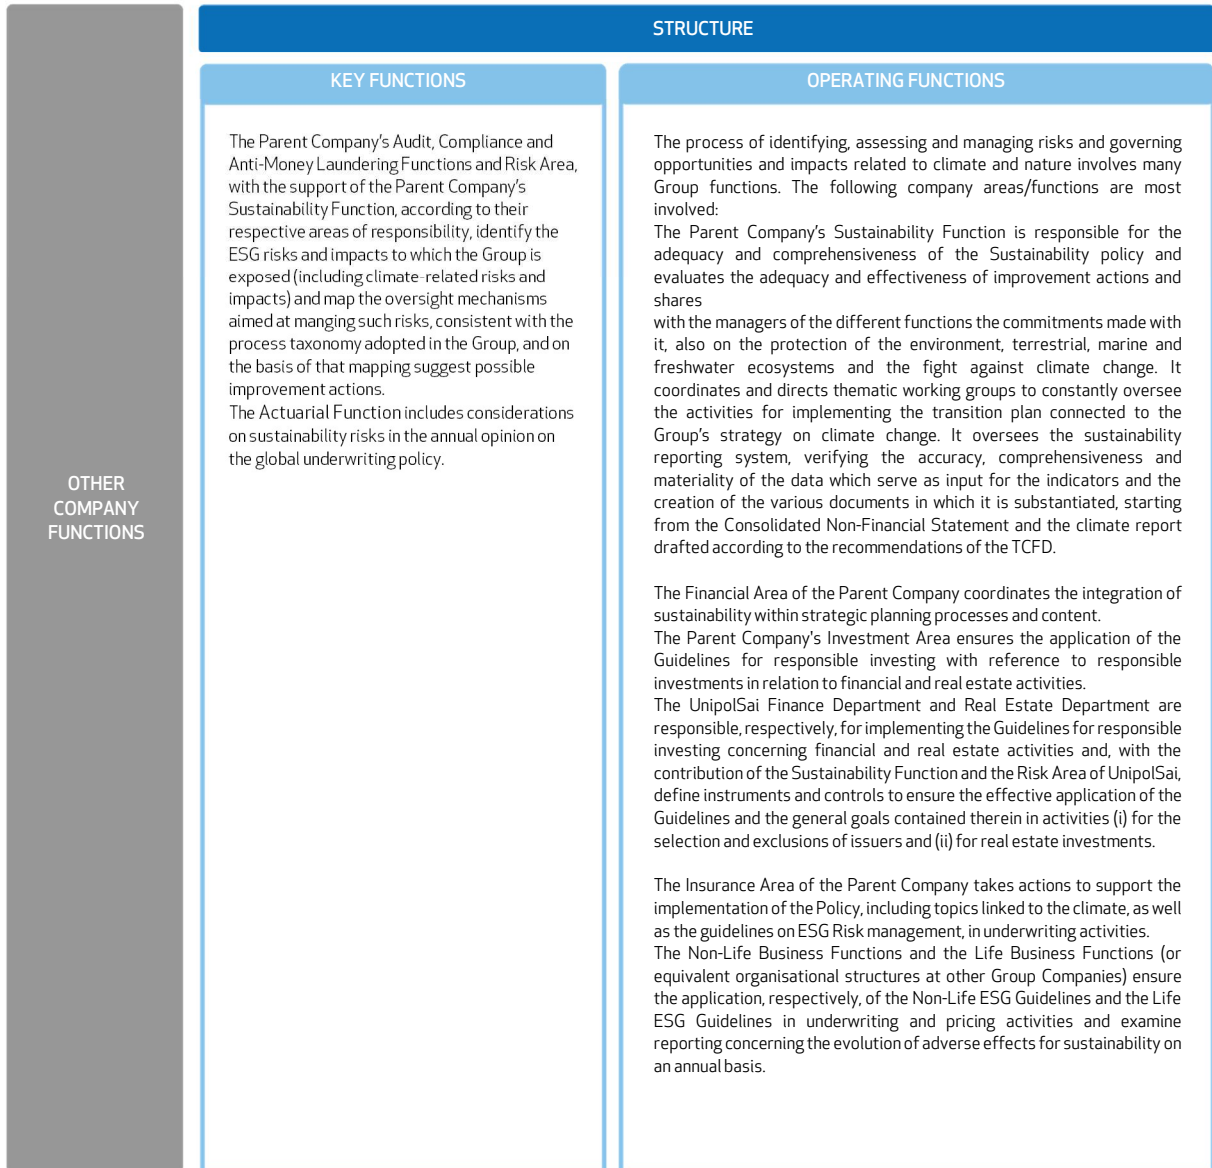 STRUCTURE
KEY FUNCTIONS
The Parent Company's Audit, Compliance and
Anti-Money Laundering Functions and Risk Area,
with the support of the Parent Company's
Sustainability Function, according to their
respective areas of responsibility, identify the
ESG risks and impacts to which the Group is
exposed (including climate-related risks and
impacts) and map the oversight mechanisms
aimed at manging such risks, consistent with the
process taxonomy adopted in the Group, and on
the basis of that mapping suggest possible
improvement actions.
The Actuarial Function includes considerations
on sustainability risks in the annual opinion on
the global underwriting policy.
OPERATING FUNCTIONS
The process of identifying, assessing and managing risks and governing
opportunities and impacts related to climate and nature involves many
Group functions. The following company areas/functions are most
involved:
The Parent Company's Sustainability Function is responsible for the
adequacy and comprehensiveness of the Sustainability policy and
evaluates the adequacy and effectiveness of improvement actions and
shares
with the managers of the different functions the commitments made with
it, also on the protection of the environment, terrestrial, marine and
freshwater ecosystems and the fight against climate change. It
coordinates and directs thematic working groups to constantly oversee
the activities for implementing the transition plan connected to the
Group's strategy on climate change. It oversees the sustainability
reporting system, verifying the accuracy, comprehensiveness and
materiality of the data which serve as input for the indicators and the
creation of the various documents in which it is substantiated, starting
from the Consolidated Non-Financial Statement and the climate report
drafted according to the recommendations of the TCFD.
The Financial Area of the Parent Company coordinates the integration of
sustainability within strategic planning processes and content.
The Parent Company's Investment Area ensures the application of the
Guidelines for responsible investing with reference to responsible
investments in relation to financial and real estate activities.
The UnipolSai Finance Department and Real Estate Department are
responsible, respectively, for implementing the Guidelines for responsible
investing concerning financial and real estate activities and, with the
contribution of the Sustainability Function and the Risk Area of UnipolSai,
define instruments and controls to ensure the effective application of the
Guidelines and the general goals contained therein in activities (i) for the
selection and exclusions of issuers and (ii) for real estate investments.
The Insurance Area of the Parent Company takes actions to support the
implementation of the Policy, including topics linked to the climate, as well
as the guidelines on ESG Risk management, in underwriting activities.
The Non-Life Business Functions and the Life Business Functions (or
equivalent organisational structures at other Group Companies) ensure
the application, respectively, of the Non-Life ESG Guidelines and the Life
ESG Guidelines in underwriting and pricing activities and examine
reporting concerning the evolution of adverse effects for sustainability on
an annual basis.
OTHER
COMPANY
FUNCTIONS